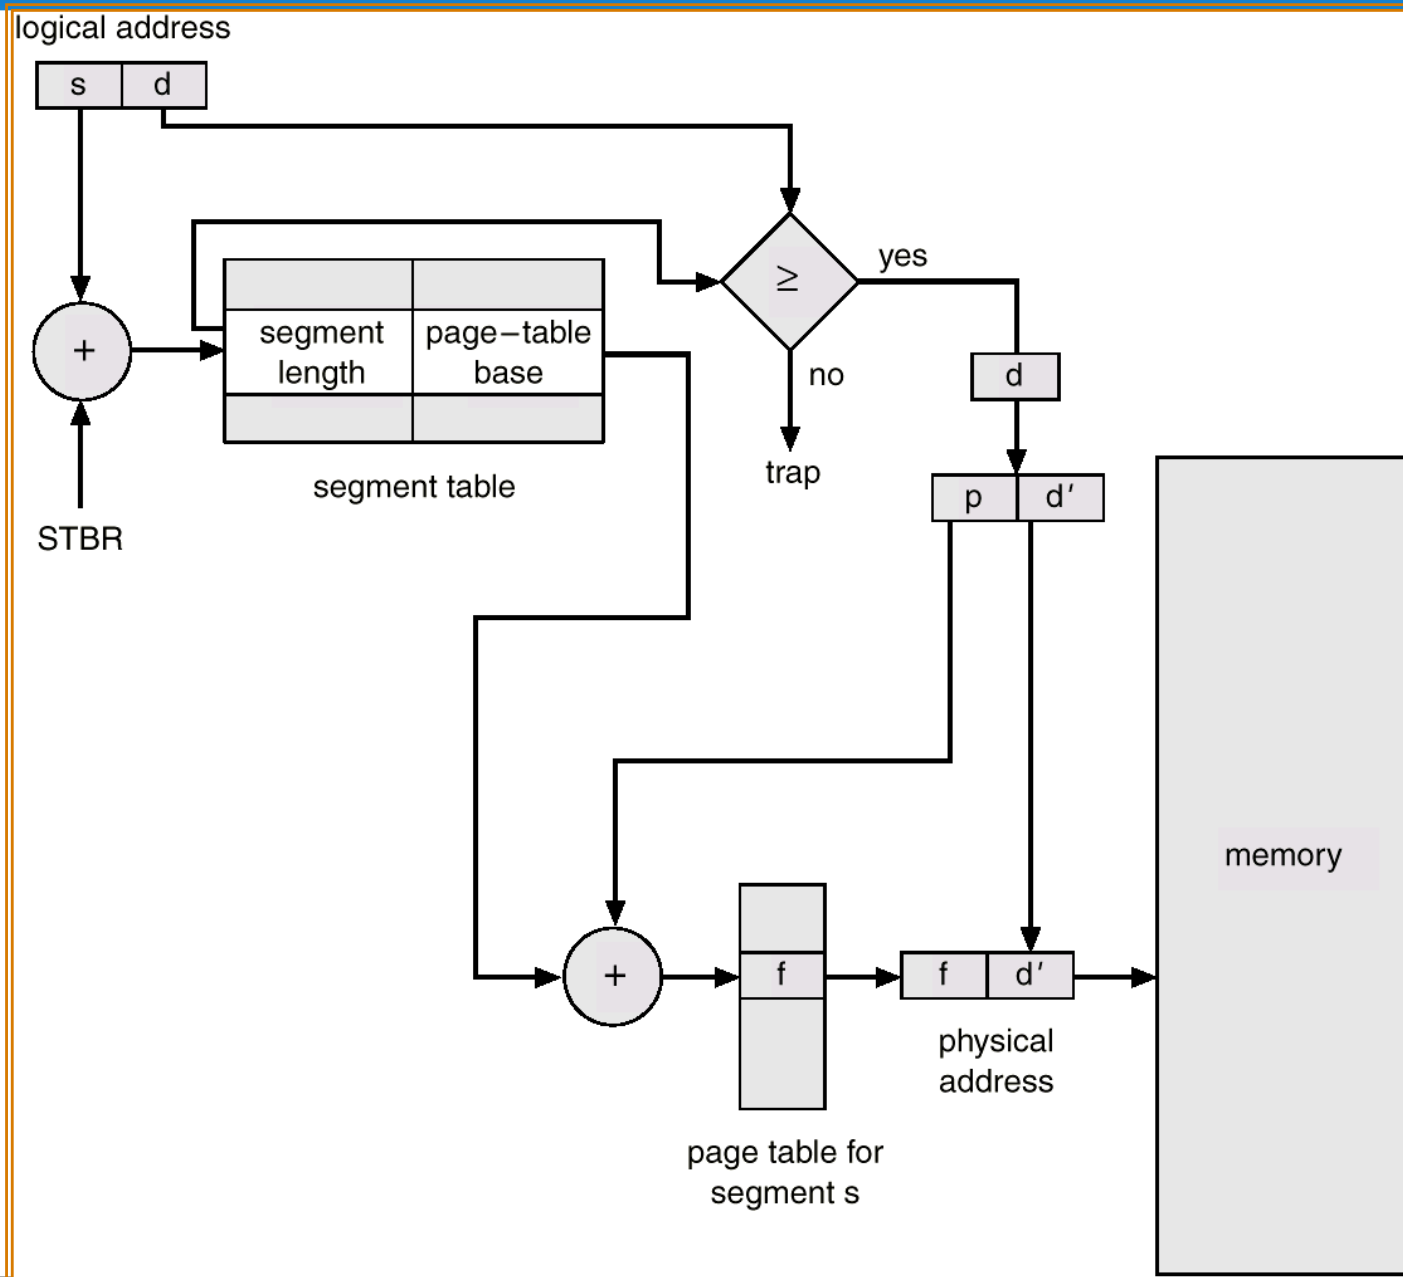 logical address
s d
≥
yes
+
segment length
page–table base
no
d
trap
segment table
p d′
STBR
memory
+
f
f d′
physical
address
page table for
segment s